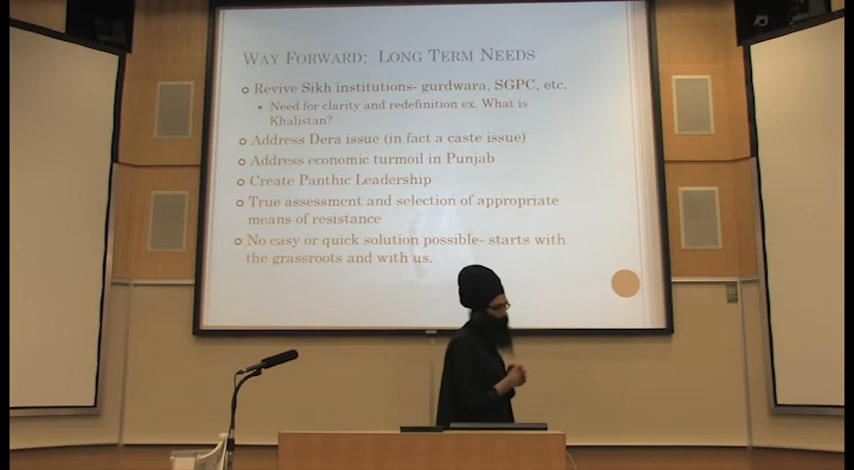 WAY FORWARD: LONG TERM NEEDS
Revive Sikh institutions- gurdwara, SGPC, etc.
Need for clarity and redefinition ex. What is
Khalistan?
Address Dera issue (in fact a caste issue)
Address economic turmoil in Punjab
Create Panthic Leadership
True assessment and selection of appropriate
means of resistance
No easy or quick solution possible- starts with
the grassroots and with us.